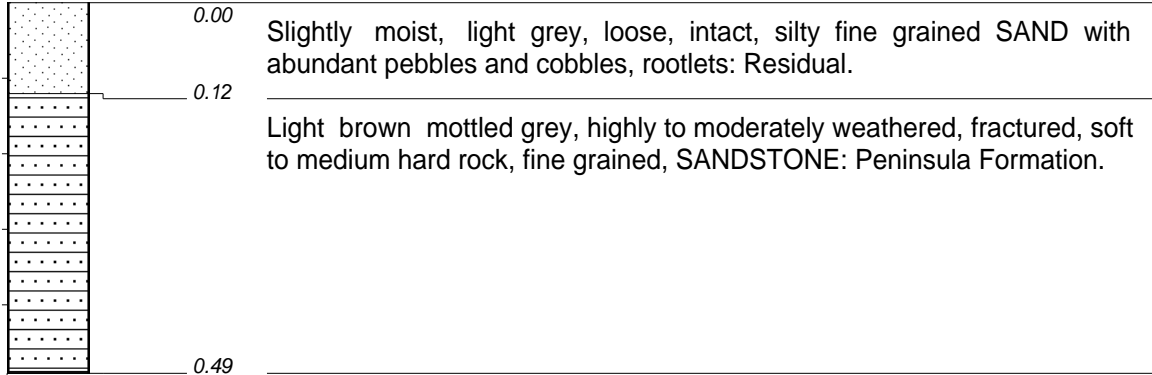 0.00
Slightly moist, light grey, loose, intact, silty fine grained SAND with
abundant pebbles and cobbles, rootlets: Residual.
0.12
Light brown mottled grey, highly to moderately weathered, fractured, soft
to medium hard rock, fine grained, SANDSTONE: Peninsula Formation.
0.49